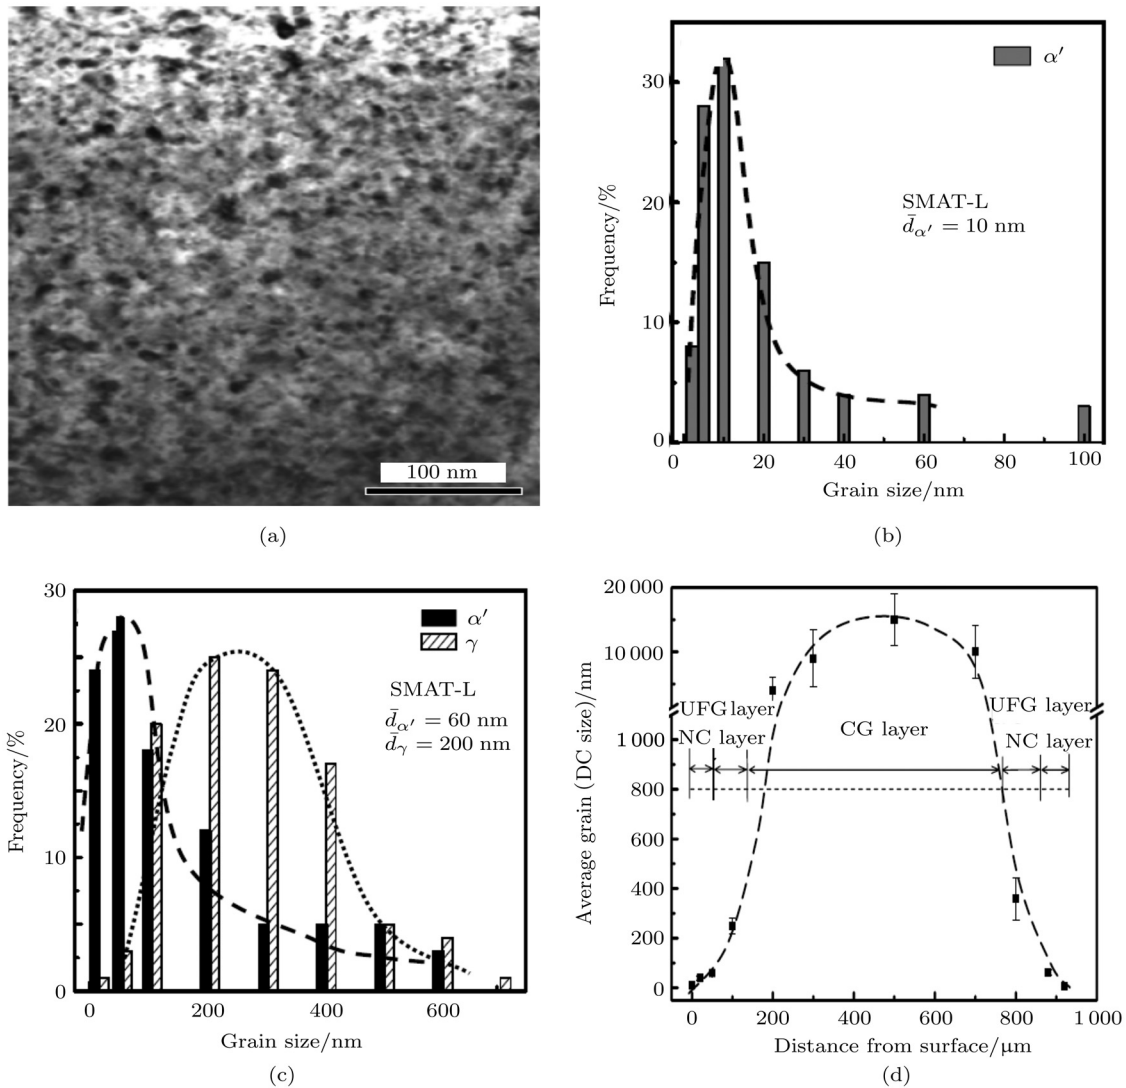 100 nm
(a)
α′
30
20
10
0
Frequency/%
SMAT-L
d̄α′ = 10 nm
0 20 40 60 80 100
Grain size/nm
(b)
30
20
10
0
Frequency/%
α′
γ
SMAT-L
d̄α′ = 60 nm
d̄γ = 200 nm
0 200 400 600
Grain size/nm
(c)
20 000
10 000
1 000
800
600
400
200
0
Average grain (DC size)/nm
UFG layer
NC layer
CG layer
UFG layer
NC layer
0 200 400 600 800 1 000
Distance from surface/μm
(d)